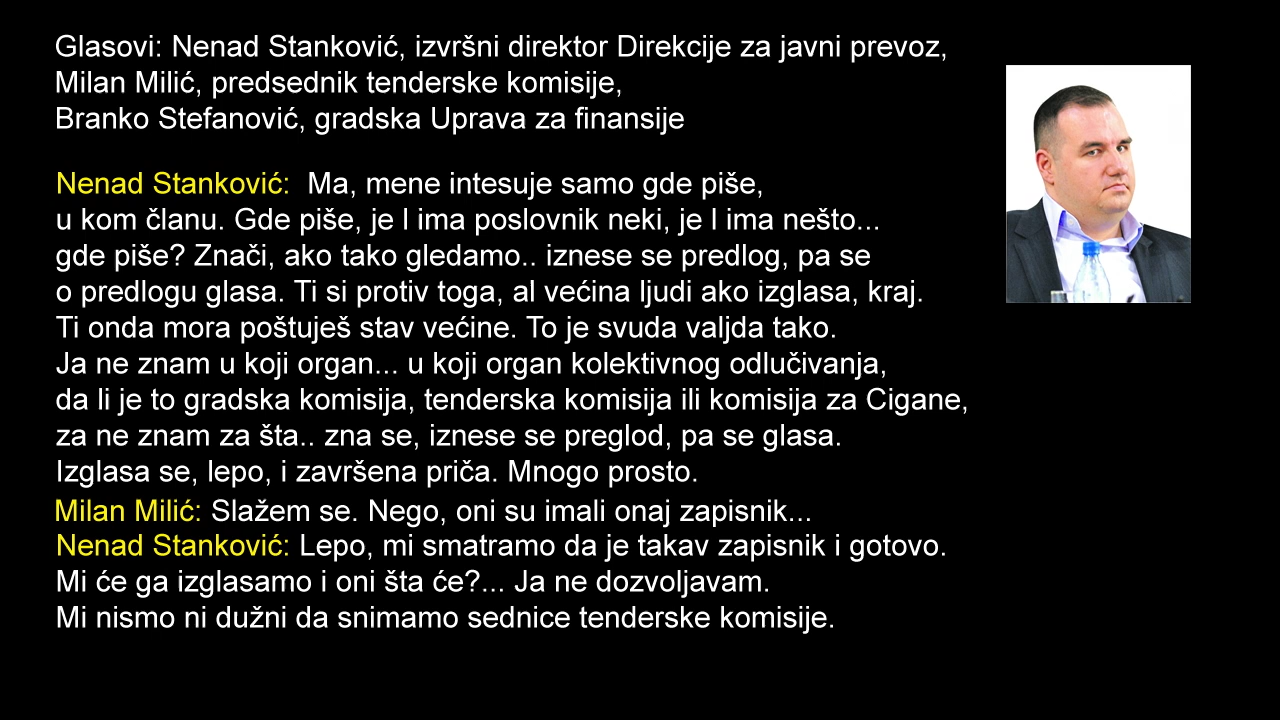 Glasovi: Nenad Stanković, izvršni direktor Direkcije za javni prevoz,
Milan Milić, predsednik tenderske komisije,
Branko Stefanović, gradska Uprava za finansije
Nenad Stanković:  Ma, mene intesuje samo gde piše,
u kom članu. Gde piše, je l ima poslovnik neki, je l ima nešto...
gde piše? Znači, ako tako gledamo.. iznese se predlog, pa se
o predlogu glasa. Ti si protiv toga, al većina ljudi ako izglasa, kraj.
Ti onda mora poštuješ stav većine. To je svuda valjda tako.
Ja ne znam u koji organ... u koji organ kolektivnog odlučivanja,
da li je to gradska komisija, tenderska komisija ili komisija za Cigane,
za ne znam za šta.. zna se, iznese se preglod, pa se glasa.
Izglasa se, lepo, i završena priča. Mnogo prosto.
Milan Milić: Slažem se. Nego, oni su imali onaj zapisnik...
Nenad Stanković: Lepo, mi smatramo da je takav zapisnik i gotovo.
Mi će ga izglasamo i oni šta će?... Ja ne dozvoljavam.
Mi nismo ni dužni da snimamo sednice tenderske komisije.